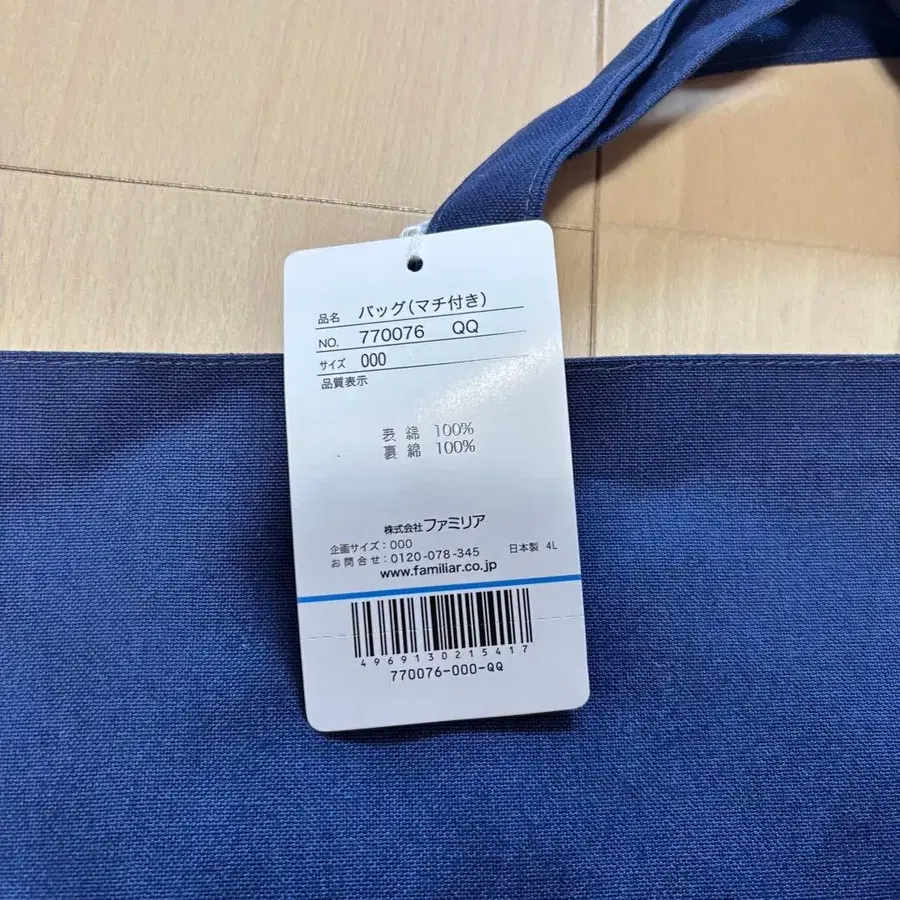 品名 バッグ(マチ付き)
NO. 770076 QQ
サイズ 000
品質表示
表 綿 100%
裏 綿 100%
株式会社 ファミリア
企画サイズ:000
お問合せ:0120-078-345 日本製 4L
www.familiar.co.jp
4969130215417
770076-000-QQ